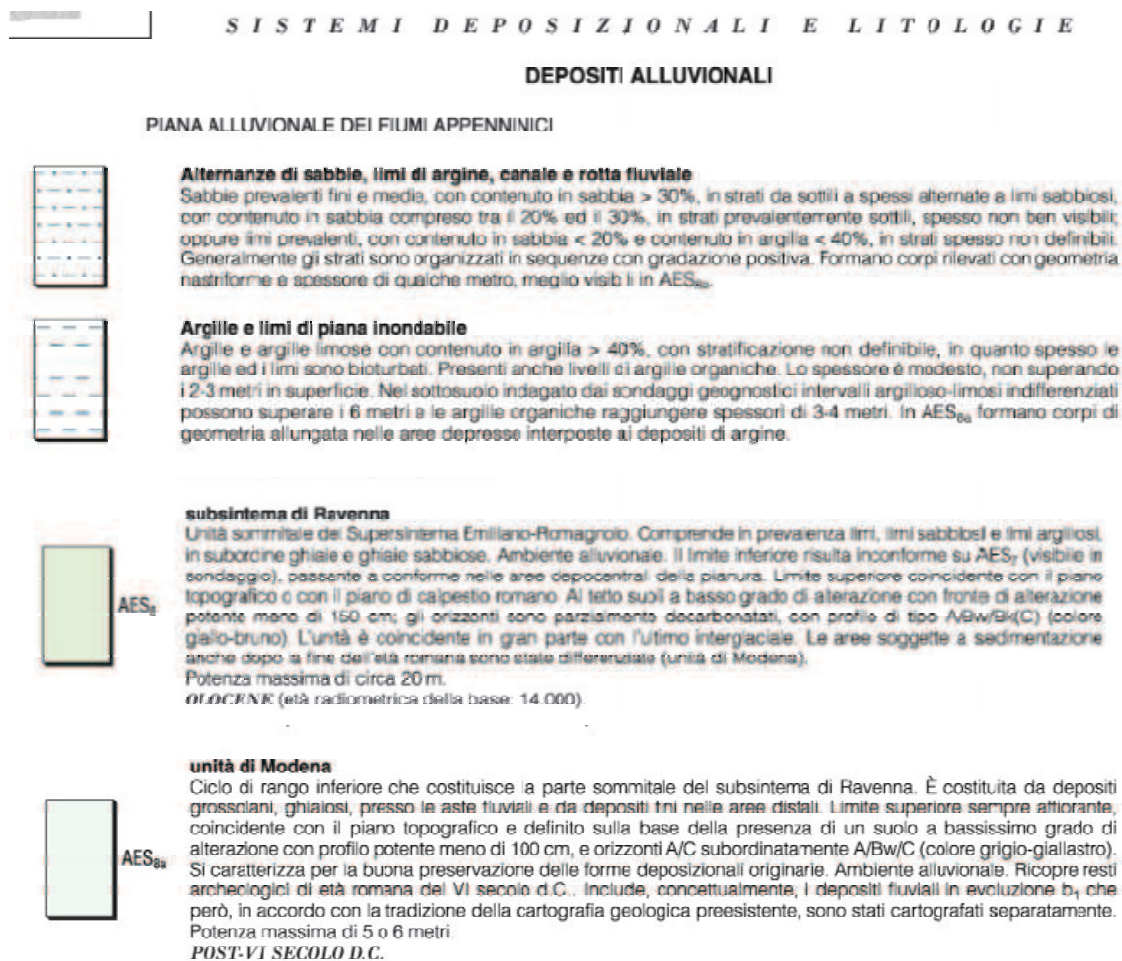 SISTEMI DEPOSIZIONALI E LITOLOGIE
DEPOSITI ALLUVIONALI
PIANA ALLUVIONALE DEI FIUMI APPENNINICI
Alternanze di sabbie, limi di argine, canale e rotta fluviale
Sabbie prevalenti fini e medie, con contenuto in sabbia > 30%, in strati da sottili a spessi alternate a limi sabbiosi,
con contenuto in sabbia compreso tra il 20% ed il 30%, in strati prevalentemente sottili, spesso non ben visibili;
oppure limi prevalenti, con contenuto in sabbia < 20% e contenuto in argilla < 40%, in strati spesso non definibili.
Generalmente gli strati sono organizzati in sequenze con gradazione positiva. Formano corpi rilevati con geometria
nastriforme e spessore di qualche metro, meglio visibili in AES8a.
Argille e limi di piana inondabile
Argille e argille limose con contenuto in argilla > 40%, con stratificazione non definibile, in quanto spesso le
argille ed i limi sono bioturbati. Presenti anche livelli di argille organiche. Lo spessore è modesto, non superando
i 2-3 metri in superficie. Nel sottosuolo indagato dai sondaggi geognostici intervalli argilloso-limosi indifferenziati
possono superare i 6 metri e le argille organiche raggiungere spessori di 3-4 metri. In AES8a formano corpi di
geometria allungata nelle aree depresse interposte ai depositi di argine.
subsintema di Ravenna
Unità sommitale del Supersintema Emiliano-Romagnolo. Comprende in prevalenza limi, limi sabbiosi e limi argillosi,
in subordine ghiaie e ghiaie sabbiose. Ambiente alluvionale. Il limite inferiore risulta inconforme su AES7 (visibile in
sondaggio), passante a conforme nelle aree depocentrali della pianura. Limite superiore coincidente con il piano
topografico o con il piano di calpestio romano. Al tetto suoli a basso grado di alterazione con fronte di alterazione
potente meno di 150 cm; gli orizzonti sono parzialmente decarbonatati, con profilo di tipo A/Bw/Bk(C) (colore
giallo-bruno). L'unità è coincidente in gran parte con l'ultimo interglaciale. Le aree soggette a sedimentazione
anche dopo la fine dell'età romana sono state differenziate (unità di Modena).
Potenza massima di circa 20 m.
OLOCENE (età radiometrica della base: 14.000).
AES8
unità di Modena
Ciclo di rango inferiore che costituisce la parte sommitale del subsintema di Ravenna. È costituita da depositi
grossolani, ghiaiosi, presso le aste fluviali e da depositi fini nelle aree distali. Limite superiore sempre affiorante,
coincidente con il piano topografico e definito sulla base della presenza di un suolo a bassissimo grado di
alterazione con profilo potente meno di 100 cm, e orizzonti A/C subordinatamente A/Bw/C (colore grigio-giallastro).
Si caratterizza per la buona preservazione delle forme deposizionali originarie. Ambiente alluvionale. Ricopre resti
archeologici di età romana del VI secolo d.C.. Include, concettualmente, i depositi fluviali in evoluzione b1 che
però, in accordo con la tradizione della cartografia geologica preesistente, sono stati cartografati separatamente.
Potenza massima di 5 o 6 metri.
POST-VI SECOLO D.C.
AES8a